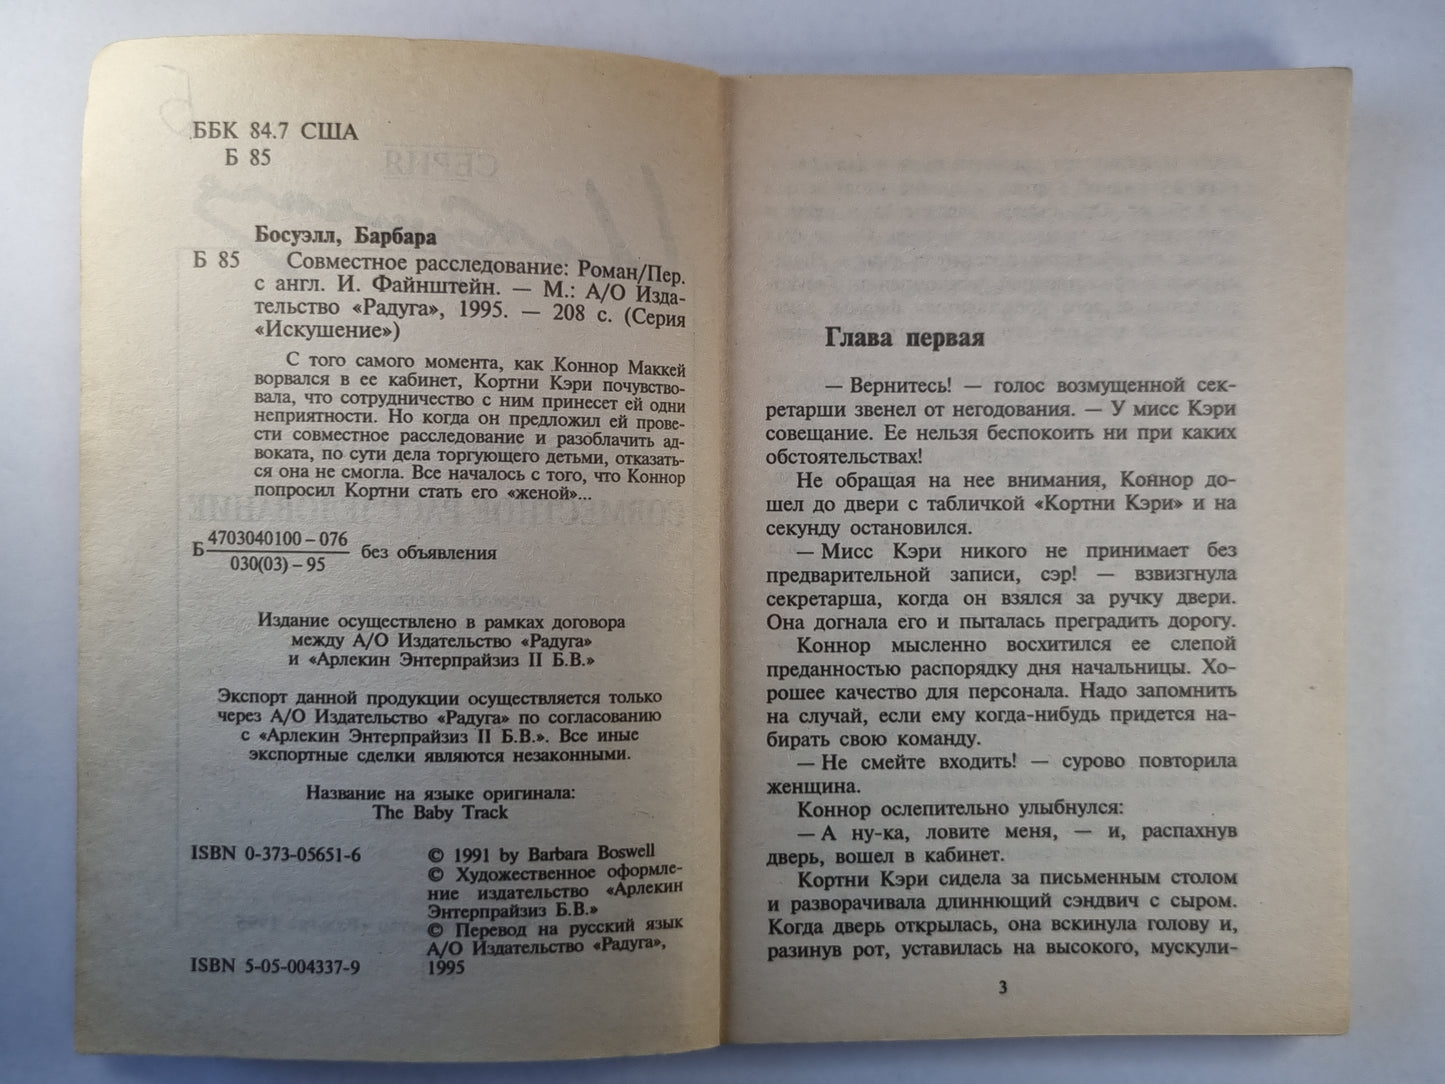 ББК 84.7 США
Б 85
Босуэлл, Барбара
Б 85 Совместное расследование: Роман/Пер.
с англ. И. Файнштейн. — М.: А/О Изда-
тельство «Радуга», 1995. — 208 с. (Серия
«Искушение»)
С того самого момента, как Коннор Маккей
ворвался в ее кабинет, Кортни Кэри почувство-
вала, что сотрудничество с ним принесет ей одни
неприятности. Но когда он предложил ей прове-
сти совместное расследование и разоблачить ад-
воката, по сути дела торгующего детьми, отказать-
ся она не смогла. Все началось с того, что Коннор
попросил Кортни стать его «женой»...
Б 4703040100 – 076
030(03) – 95 без объявления
Издание осуществлено в рамках договора
между А/О Издательство «Радуга»
и «Арлекин Энтерпрайзиз II Б.В.»
Экспорт данной продукции осуществляется только
через А/О Издательство «Радуга» по согласованию
с «Арлекин Энтерпрайзиз II Б.В.». Все иные
экспортные сделки являются незаконными.
Название на языке оригинала:
The Baby Track
ISBN 0-373-05651-6 © 1991 by Barbara Boswell
© Художественное оформле-
ние издательство «Арлекин
Энтерпрайзиз Б.В.»
© Перевод на русский язык
А/О Издательство «Радуга»,
ISBN 5-05-004337-9 1995
Глава первая
— Вернитесь! — голос возмущенной сек-
ретарши звенел от негодования. — У мисс Кэри
совещание. Ее нельзя беспокоить ни при каких
обстоятельствах!
Не обращая на нее внимания, Коннор до-
шел до двери с табличкой «Кортни Кэри» и на
секунду остановился.
— Мисс Кэри никого не принимает без
предварительной записи, сэр! — взвизгнула
секретарша, когда он взялся за ручку двери.
Она догнала его и пыталась преградить дорогу.
Коннор мысленно восхитился ее слепой
преданностью распорядку дня начальницы. Хо-
рошее качество для персонала. Надо запомнить
на случай, если ему когда-нибудь придется на-
бирать свою команду.
— Не смейте входить! — сурово повторила
женщина.
Коннор ослепительно улыбнулся:
— А ну-ка, ловите меня, — и, распахнув
дверь, вошел в кабинет.
Кортни Кэри сидела за письменным столом
и разворачивала длиннющий сэндвич с сыром.
Когда дверь открылась, она вскинула голову и,
разинув рот, уставилась на высокого, мускули-
3